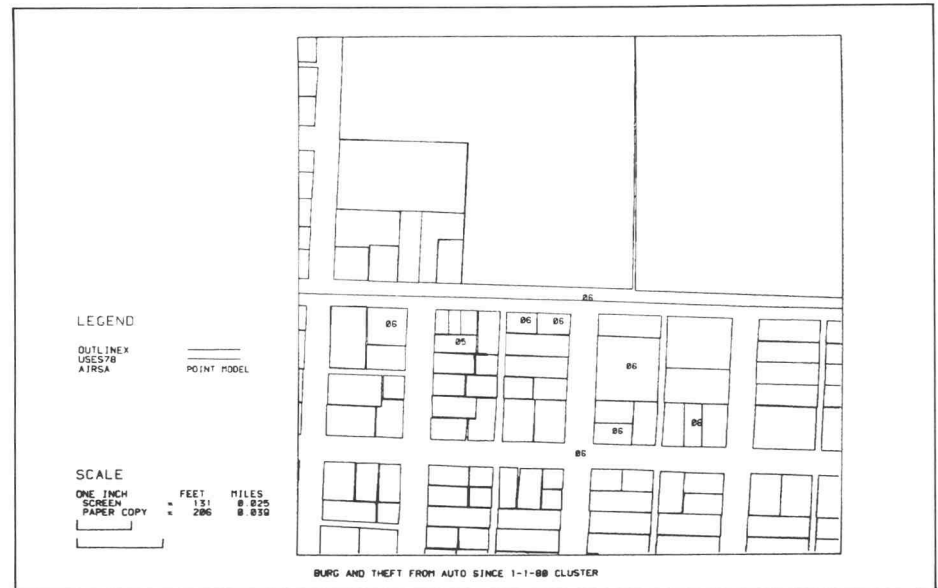 06
LEGEND
OUTLINEX
USES78
AIRSA POINT MODEL
06 06 06
05
06
06 06
06
SCALE
ONE INCH FEET MILES
SCREEN = 131 0.025
PAPER COPY = 206 0.039
BURG AND THEFT FROM AUTO SINCE 1-1-80 CLUSTER